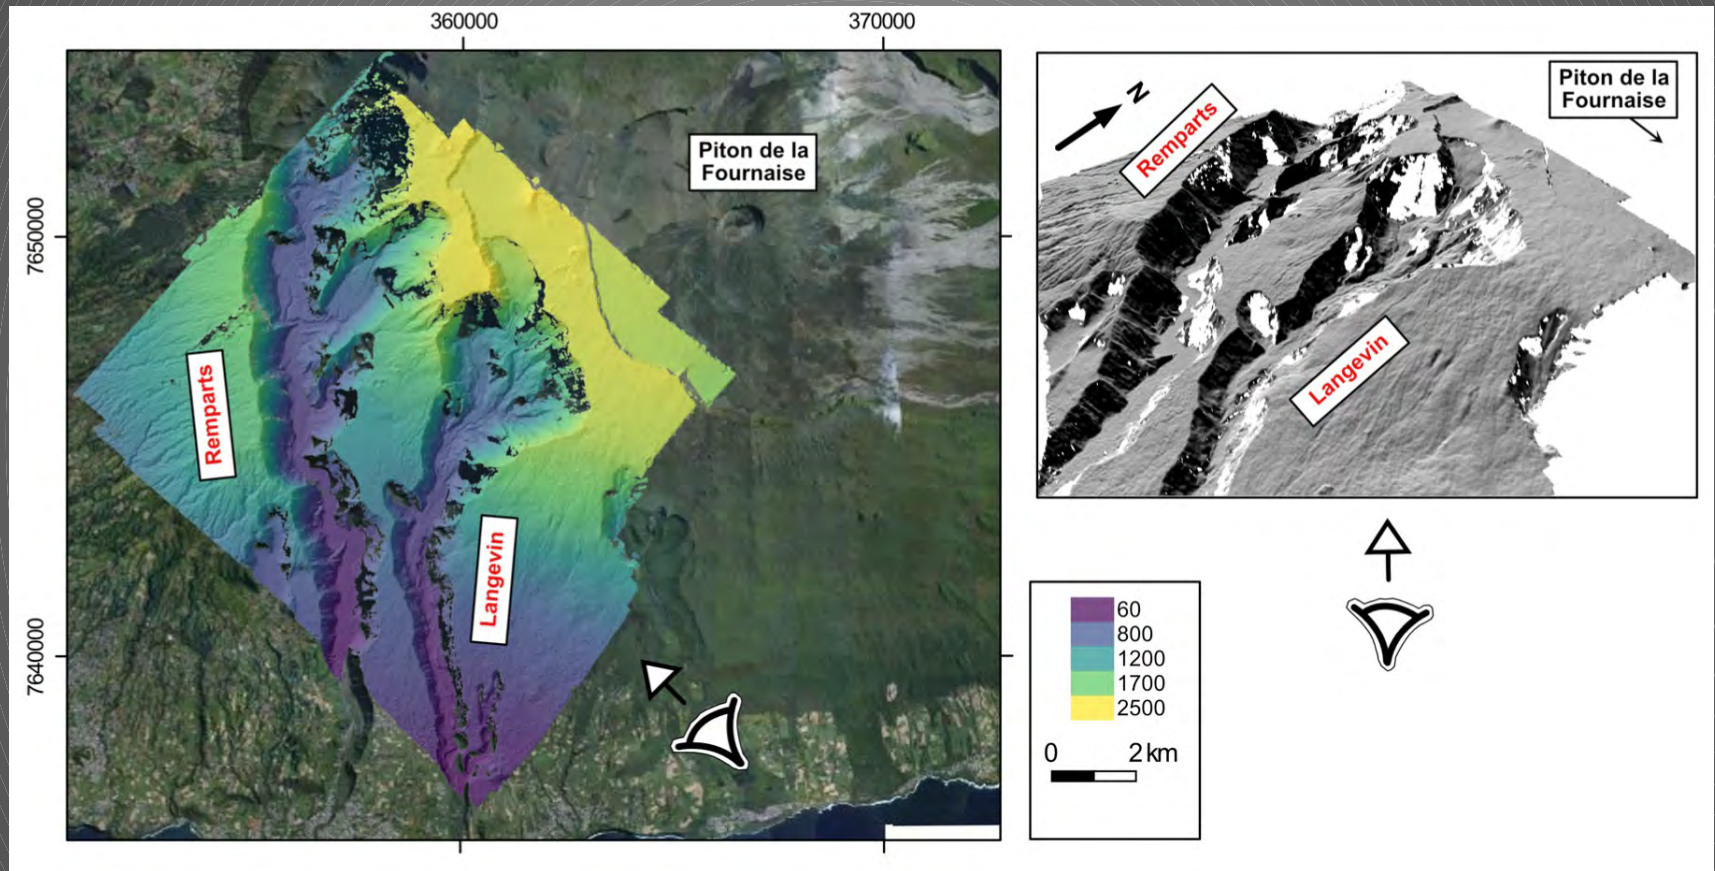 360000
370000
7650000
7640000
Piton de la
Fournaise
Remparts
Langevin
N
Remparts
Langevin
Piton de la
Fournaise
60
800
1200
1700
2500
0 2 km